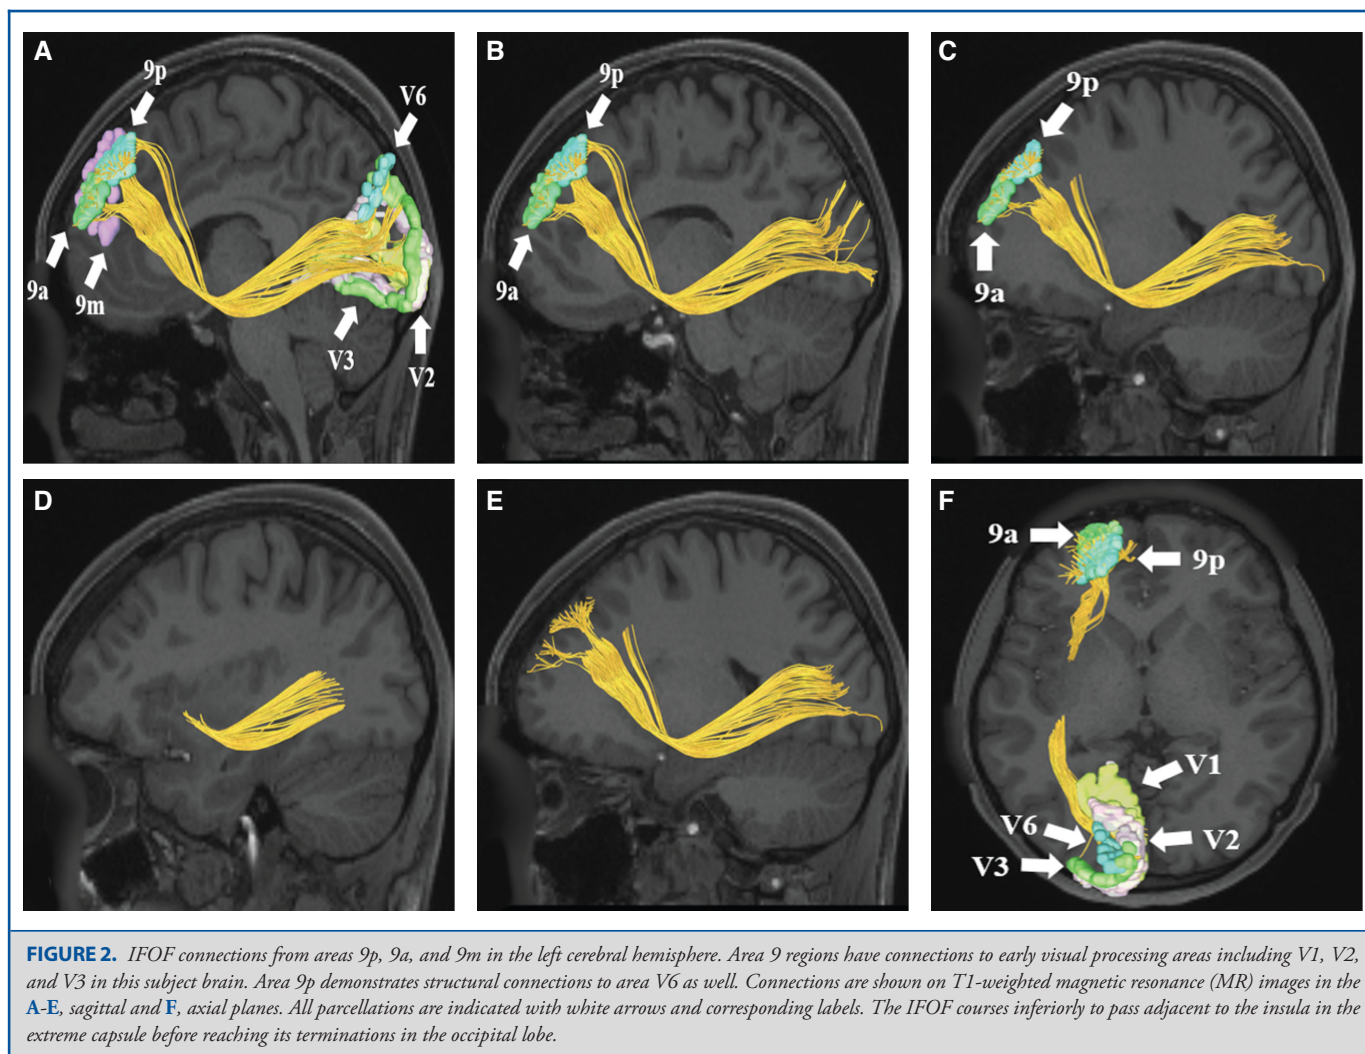 A
9p
V6
9a
9m
V3
V2
B
9p
9a
C
9p
9a
D
E
F
9a
9p
V1
V6
V2
V3
FIGURE 2. IFOF connections from areas 9p, 9a, and 9m in the left cerebral hemisphere. Area 9 regions have connections to early visual processing areas including V1, V2,
and V3 in this subject brain. Area 9p demonstrates structural connections to area V6 as well. Connections are shown on T1-weighted magnetic resonance (MR) images in the
A-E, sagittal and F, axial planes. All parcellations are indicated with white arrows and corresponding labels. The IFOF courses inferiorly to pass adjacent to the insula in the
extreme capsule before reaching its terminations in the occipital lobe.